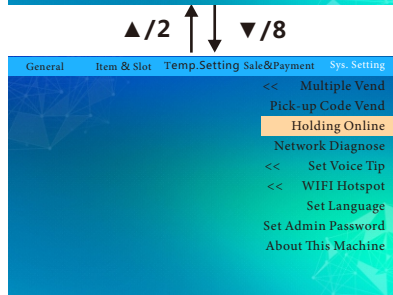 ▲/2 ▼/8
General Item & Slot Temp.Setting Sale&Payment Sys. Setting
<< Multiple Vend
Pick-up Code Vend
Holding Online
Network Diagnose
<< Set Voice Tip
<< WIFI Hotspot
Set Language
Set Admin Password
About This Machine